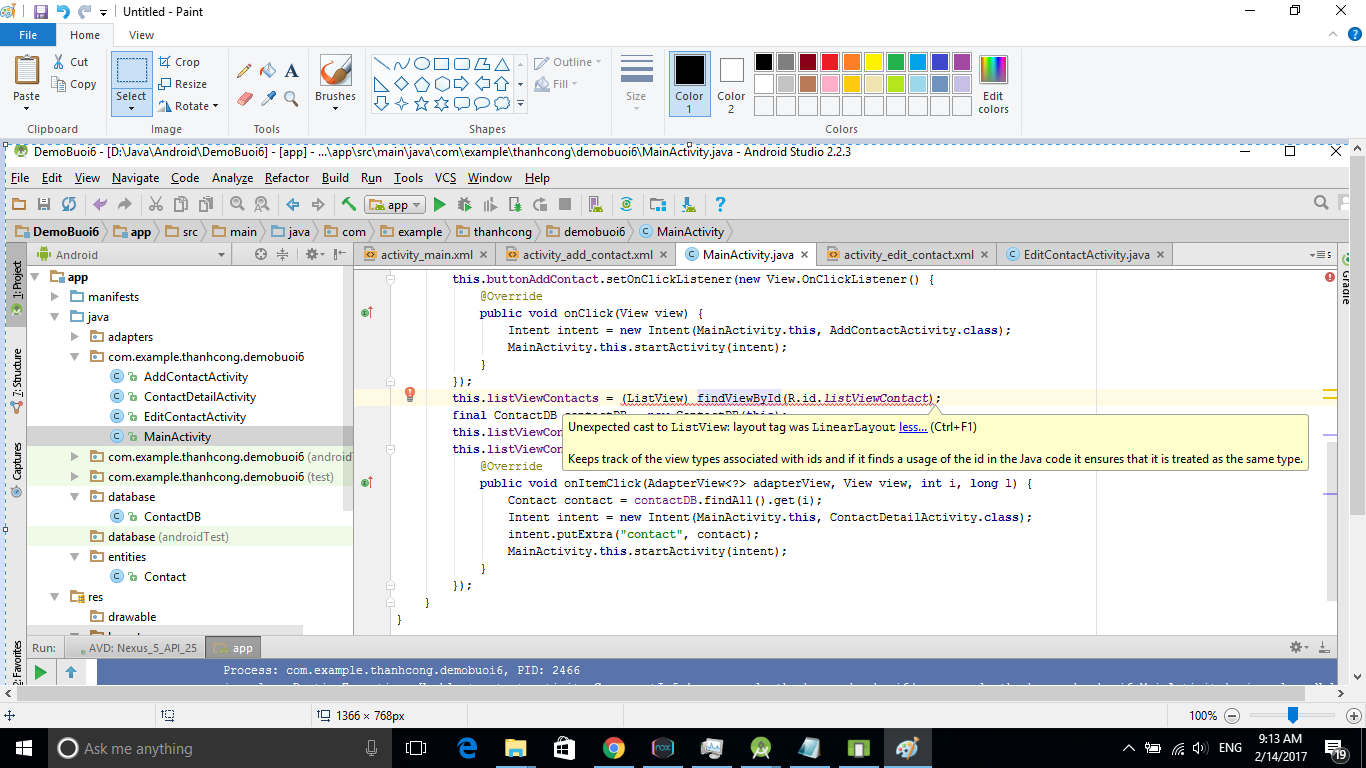 Untitled - Paint
File Home View
Paste Cut Copy
Clipboard
Select Crop Resize Rotate
Image
Tools
Brushes
Outline Fill
Shapes
Size
Color 1 Color 2
Edit colors
Colors
DemoBuoi6 - [D:\Java\Android\DemoBuoi6] - [app] - ...\app\src\main\java\com\example\thanhcong\demobuoi6\MainActivity.java - Android Studio 2.2.3
File Edit View Navigate Code Analyze Refactor Build Run Tools VCS Window Help
app
DemoBuoi6 app src main java com example thanhcong demobuoi6 MainActivity
1: Project
7: Structure
Captures
2: Favorites
Android
app
manifests
java
adapters
com.example.thanhcong.demobuoi6
AddContactActivity
ContactDetailActivity
EditContactActivity
MainActivity
com.example.thanhcong.demobuoi6 (android
com.example.thanhcong.demobuoi6 (test)
database
ContactDB
database (androidTest)
entities
Contact
res
drawable
activity_main.xml activity_add_contact.xml MainActivity.java activity_edit_contact.xml EditContactActivity.java 5
Gradle
this.buttonAddContact.setOnClickListener(new View.OnClickListener() {
@Override
public void onClick(View view) {
Intent intent = new Intent(MainActivity.this, AddContactActivity.class);
MainActivity.this.startActivity(intent);
}
});
this.listViewContacts = (ListView) findViewById(R.id.ListViewContact);
final ContactDB
this.listViewCon
this.listViewCon
Unexpected cast to ListView: layout tag was LinearLayout less... (Ctrl+F1)
Keeps track of the view types associated with ids and if it finds a usage of the id in the Java code it ensures that it is treated as the same type.
@Override
public void onItemClick(AdapterView<?> adapterView, View view, int i, long l) {
Contact contact = contactDB.findAll().get(i);
Intent intent = new Intent(MainActivity.this, ContactDetailActivity.class);
intent.putExtra("contact", contact);
MainActivity.this.startActivity(intent);
}
});
}
}
Run: AVD: Nexus_5_API_25 app
Process: com.example.thanhcong.demobuoi6, PID: 2466
1366 × 768px 100%
Ask me anything
ENG 9:13 AM
2/14/2017 19